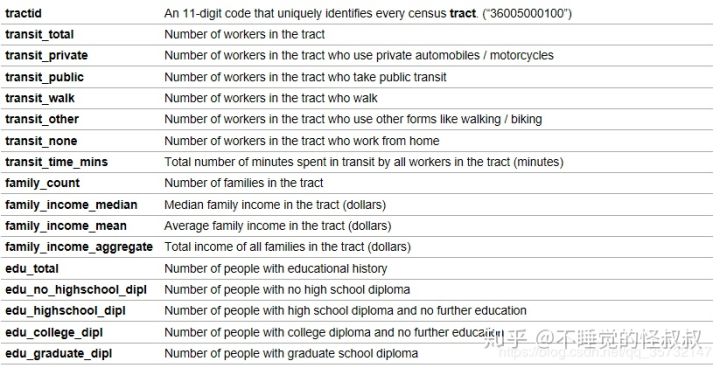 tractid An 11-digit code that uniquely identifies every census tract. (“36005000100”)
transit_total Number of workers in the tract
transit_private Number of workers in the tract who use private automobiles / motorcycles
transit_public Number of workers in the tract who take public transit
transit_walk Number of workers in the tract who walk
transit_other Number of workers in the tract who use other forms like walking / biking
transit_none Number of workers in the tract who work from home
transit_time_mins Total number of minutes spent in transit by all workers in the tract (minutes)
family_count Number of families in the tract
family_income_median Median family income in the tract (dollars)
family_income_mean Average family income in the tract (dollars)
family_income_aggregate Total income of all families in the tract (dollars)
edu_total Number of people with educational history
edu_no_highschool_dipl Number of people with no high school diploma
edu_highschool_dipl Number of people with high school diploma and no further education
edu_college_dipl Number of people with college diploma and no further education
edu_graduate_dipl Number of people with graduate school diploma
知乎 @不睡觉的怪叔叔
https://blog.csdn.net/qq_35732147